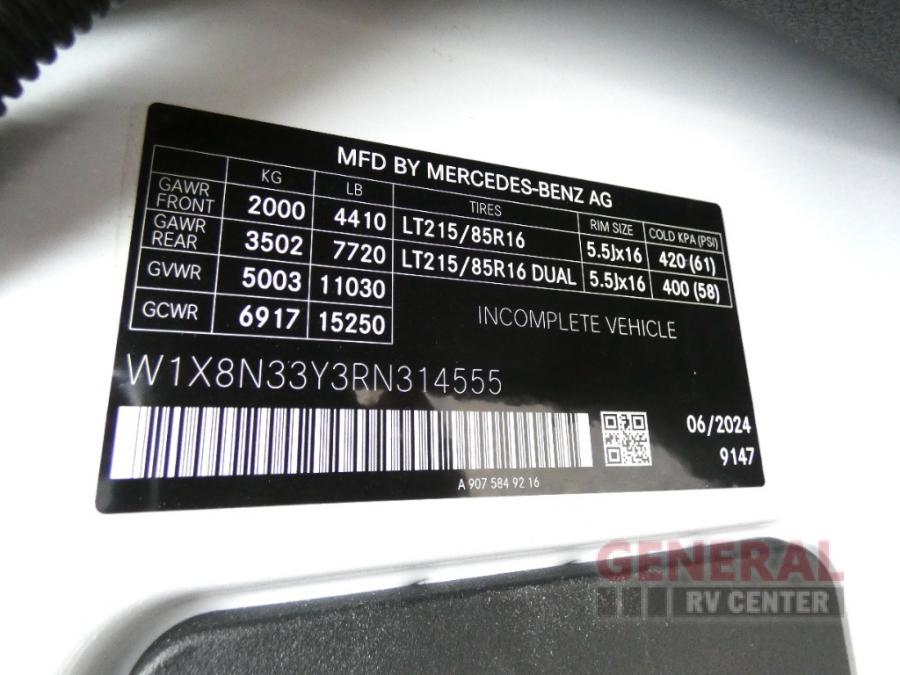 MFD BY MERCEDES-BENZ AG
KG LB TIRES RIM SIZE COLD KPA (PSI)
GAWR FRONT 2000 4410 LT215/85R16 5.5Jx16 420 (61)
GAWR REAR 3502 7720 LT215/85R16 DUAL 5.5Jx16 400 (58)
GVWR 5003 11030
GCWR 6917 15250
INCOMPLETE VEHICLE
W1X8N33Y3RN314555
06/2024
9147
A 907 584 92 16
GENERAL
RV CENTER